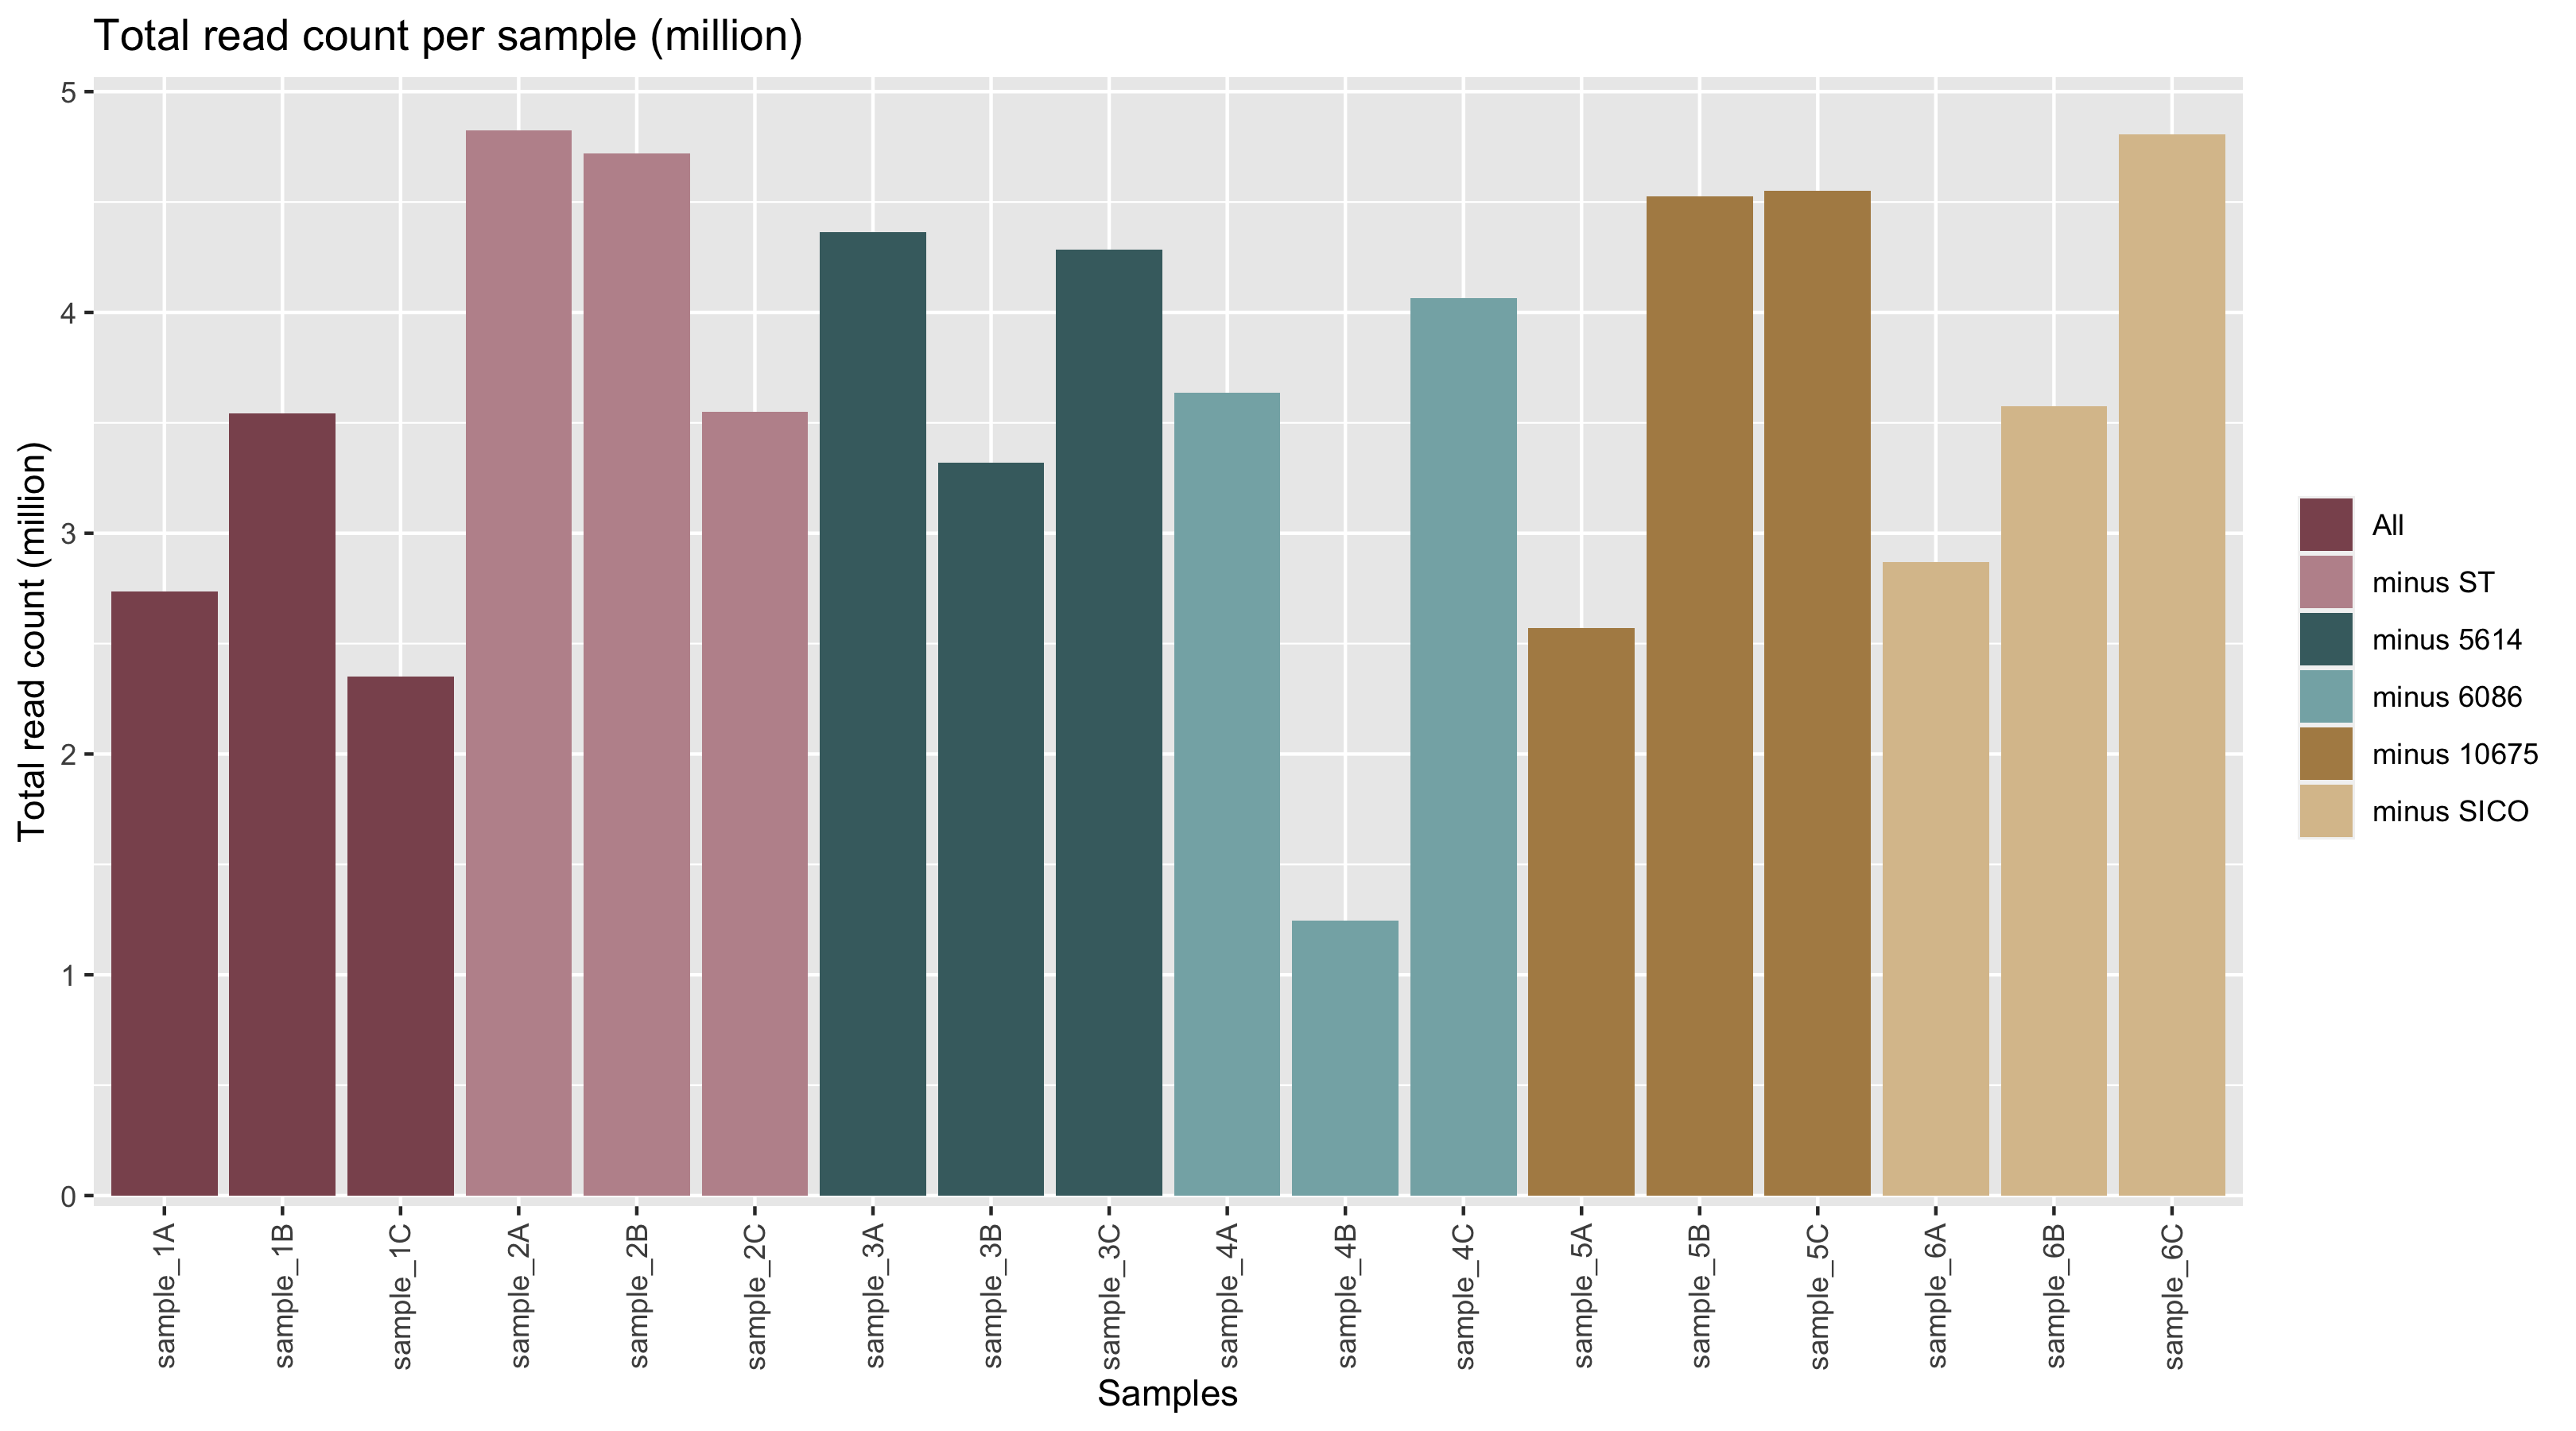 Total read count per sample (million)
Total read count (million)
5
4
3
2
1
0
sample_1A
sample_1B
sample_1C
sample_2A
sample_2B
sample_2C
sample_3A
sample_3B
sample_3C
sample_4A
sample_4B
sample_4C
sample_5A
sample_5B
sample_5C
sample_6A
sample_6B
sample_6C
Samples
All
minus ST
minus 5614
minus 6086
minus 10675
minus SICO